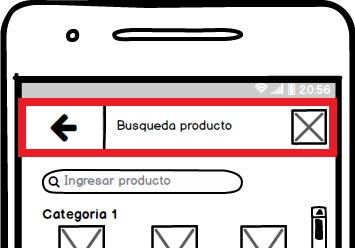 20:56
Busqueda producto
Ingresar producto
Categoria 1